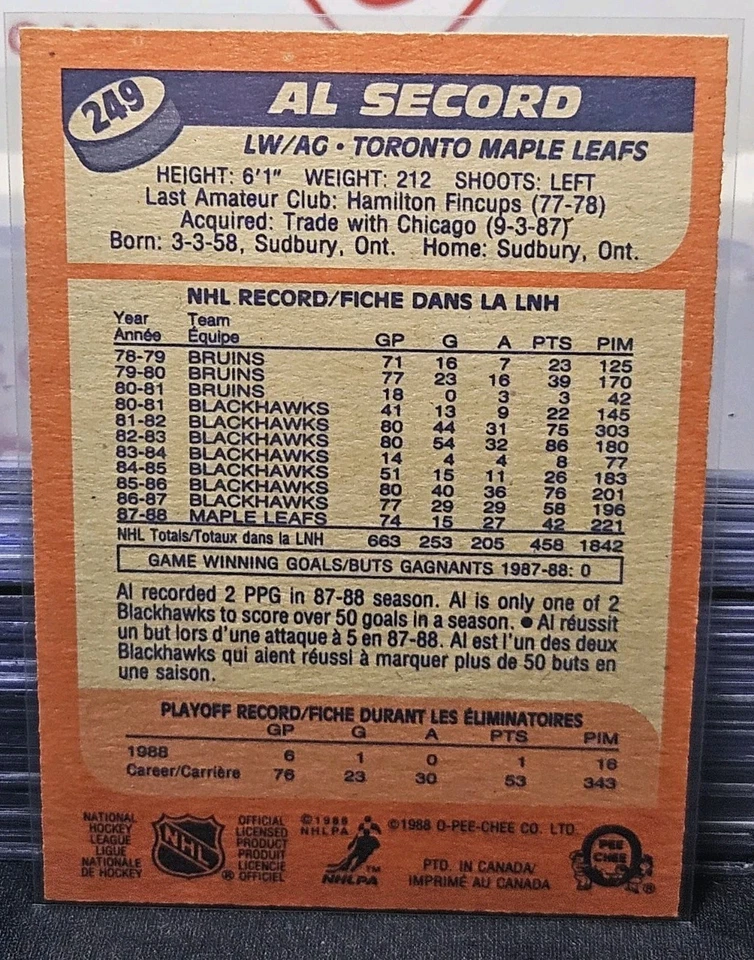 249
AL SECORD
LW/AG • TORONTO MAPLE LEAFS
HEIGHT: 6'1" WEIGHT: 212 SHOOTS: LEFT
Last Amateur Club: Hamilton Fincups (77-78)
Acquired: Trade with Chicago (9-3-87)
Born: 3-3-58, Sudbury, Ont. Home: Sudbury, Ont.
NHL RECORD/FICHE DANS LA LNH
Year Team
Année Équipe GP G A PTS PIM
78-79 BRUINS 71 16 7 23 125
79-80 BRUINS 77 23 16 39 170
80-81 BRUINS 18 0 3 3 42
80-81 BLACKHAWKS 41 13 9 22 145
81-82 BLACKHAWKS 80 44 31 75 303
82-83 BLACKHAWKS 80 54 32 86 180
83-84 BLACKHAWKS 14 4 4 8 77
84-85 BLACKHAWKS 51 15 11 26 183
85-86 BLACKHAWKS 80 40 36 76 201
86-87 BLACKHAWKS 77 29 29 58 196
87-88 MAPLE LEAFS 74 15 27 42 221
NHL Totals/Totaux dans la LNH 663 253 205 458 1842
GAME WINNING GOALS/BUTS GAGNANTS 1987-88: 0
Al recorded 2 PPG in 87-88 season. Al is only one of 2
Blackhawks to score over 50 goals in a season. • Al réussit
un but lors d'une attaque à 5 en 87-88. Al est l'un des deux
Blackhawks qui aient réussi à marquer plus de 50 buts en
une saison.
PLAYOFF RECORD/FICHE DURANT LES ÉLIMINATOIRES
GP G A PTS PIM
1988 6 1 0 1 16
Career/Carrière 76 23 30 53 343
NATIONAL
HOCKEY
LEAGUE
LIGUE
NATIONALE
DE HOCKEY
NHL
®
OFFICIAL
LICENSED
PRODUCT
PRODUIT
LICENCIÉ
OFFICIEL
©1988
NHLPA
TM
NHLPA
©1988 O-PEE-CHEE CO. LTD.
PTD. IN CANADA/
IMPRIMÉ AU CANADA
O
PEE
CHEE
®